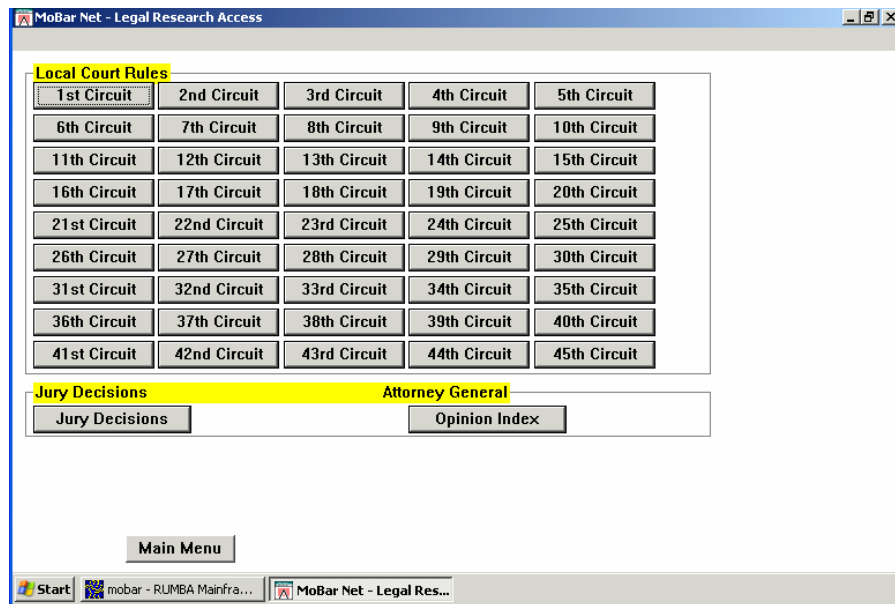 MoBar Net - Legal Research Access
Local Court Rules
1st Circuit 2nd Circuit 3rd Circuit 4th Circuit 5th Circuit
6th Circuit 7th Circuit 8th Circuit 9th Circuit 10th Circuit
11th Circuit 12th Circuit 13th Circuit 14th Circuit 15th Circuit
16th Circuit 17th Circuit 18th Circuit 19th Circuit 20th Circuit
21st Circuit 22nd Circuit 23rd Circuit 24th Circuit 25th Circuit
26th Circuit 27th Circuit 28th Circuit 29th Circuit 30th Circuit
31st Circuit 32nd Circuit 33rd Circuit 34th Circuit 35th Circuit
36th Circuit 37th Circuit 38th Circuit 39th Circuit 40th Circuit
41st Circuit 42nd Circuit 43rd Circuit 44th Circuit 45th Circuit
Jury Decisions Attorney General
Jury Decisions Opinion Index
Main Menu
Start mobar - RUMBA Mainfra... MoBar Net - Legal Res...